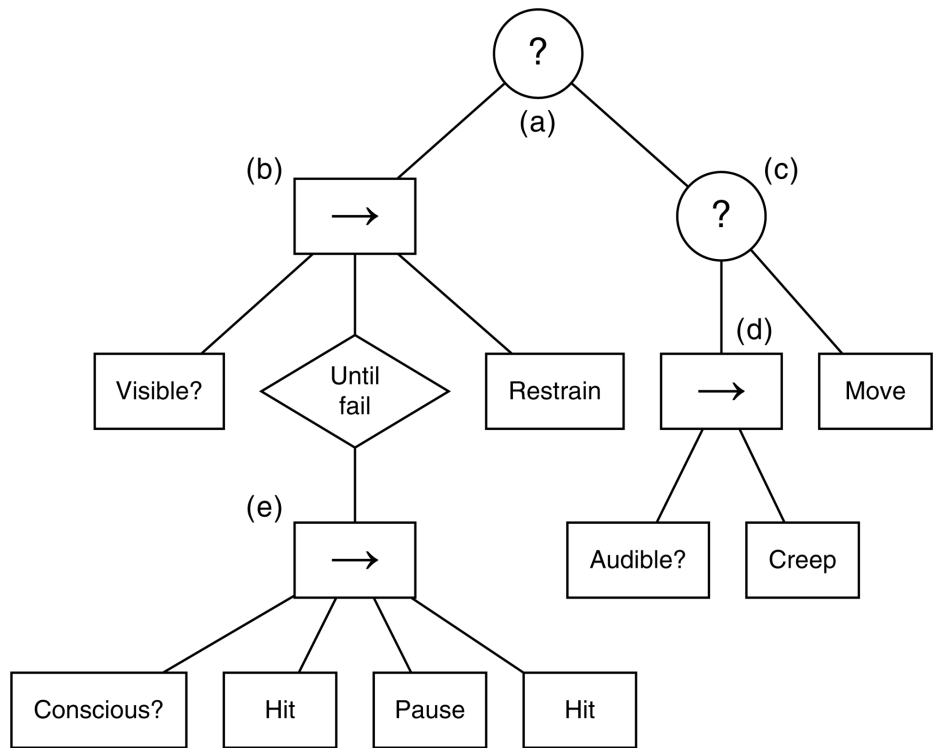 ?
(a)
(b)
→
(c)
?
Visible?
Until
fail
Restrain
(d)
→
Move
(e)
→
Audible?
Creep
Conscious?
Hit
Pause
Hit